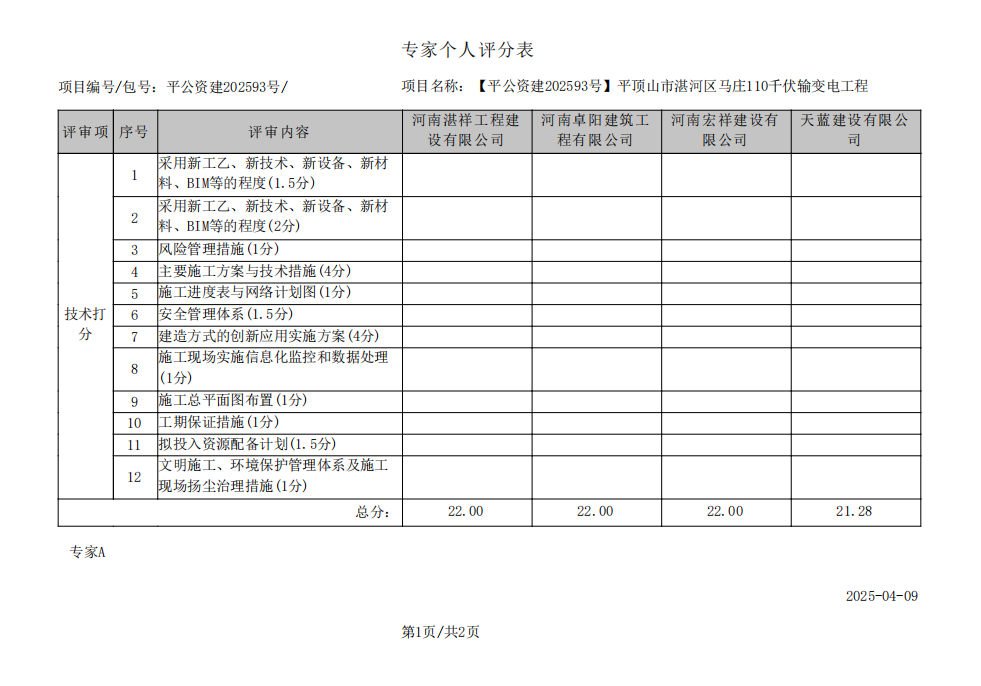 专家个人评分表
项目编号/包号：平公资建202593号/
项目名称：【平公资建202593号】平顶山市湛河区马庄110千伏输变电工程
评审项 序号 评审内容 河南湛祥工程建 河南卓阳建筑工 河南宏祥建设有 天蓝建设有限公
设有限公司 程有限公司 限公司 司
技术打
分
1 采用新工乙、新技术、新设备、新材
料、BIM等的程度(1.5分)
2 采用新工乙、新技术、新设备、新材
料、BIM等的程度(2分)
3 风险管理措施(1分)
4 主要施工方案与技术措施(4分)
5 施工进度表与网络计划图(1分)
6 安全管理体系(1.5分)
7 建造方式的创新应用实施方案(4分)
8 施工现场实施信息化监控和数据处理
(1分)
9 施工总平面图布置(1分)
10 工期保证措施(1分)
11 拟投入资源配备计划(1.5分)
12 文明施工、环境保护管理体系及施工
现场扬尘治理措施(1分)
总分： 22.00 22.00 22.00 21.28
专家A
2025-04-09
第1页/共2页